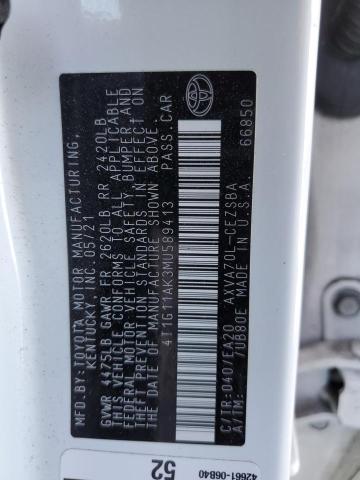 MFD.BY: TOYOTA MOTOR MANUFACTURING,
KENTUCKY, INC. 05/21
GVWR 4475LB GAWR FR 2620LB RR 2420LB
THIS VEHICLE CONFORMS TO ALL APPLICABLE
FEDERAL MOTOR VEHICLE SAFETY, BUMPER, AND
THEFT PREVENTION STANDARDS IN EFFECT ON
THE DATE OF MANUFACTURE SHOWN ABOVE.
4T1G11AK3MU589413 PASS.CAR
C/TR:040/EA20 AXVA70L-CEZSBA
A/TM: /UB80E MADE IN U.S.A. 66850
52
42661-06B40